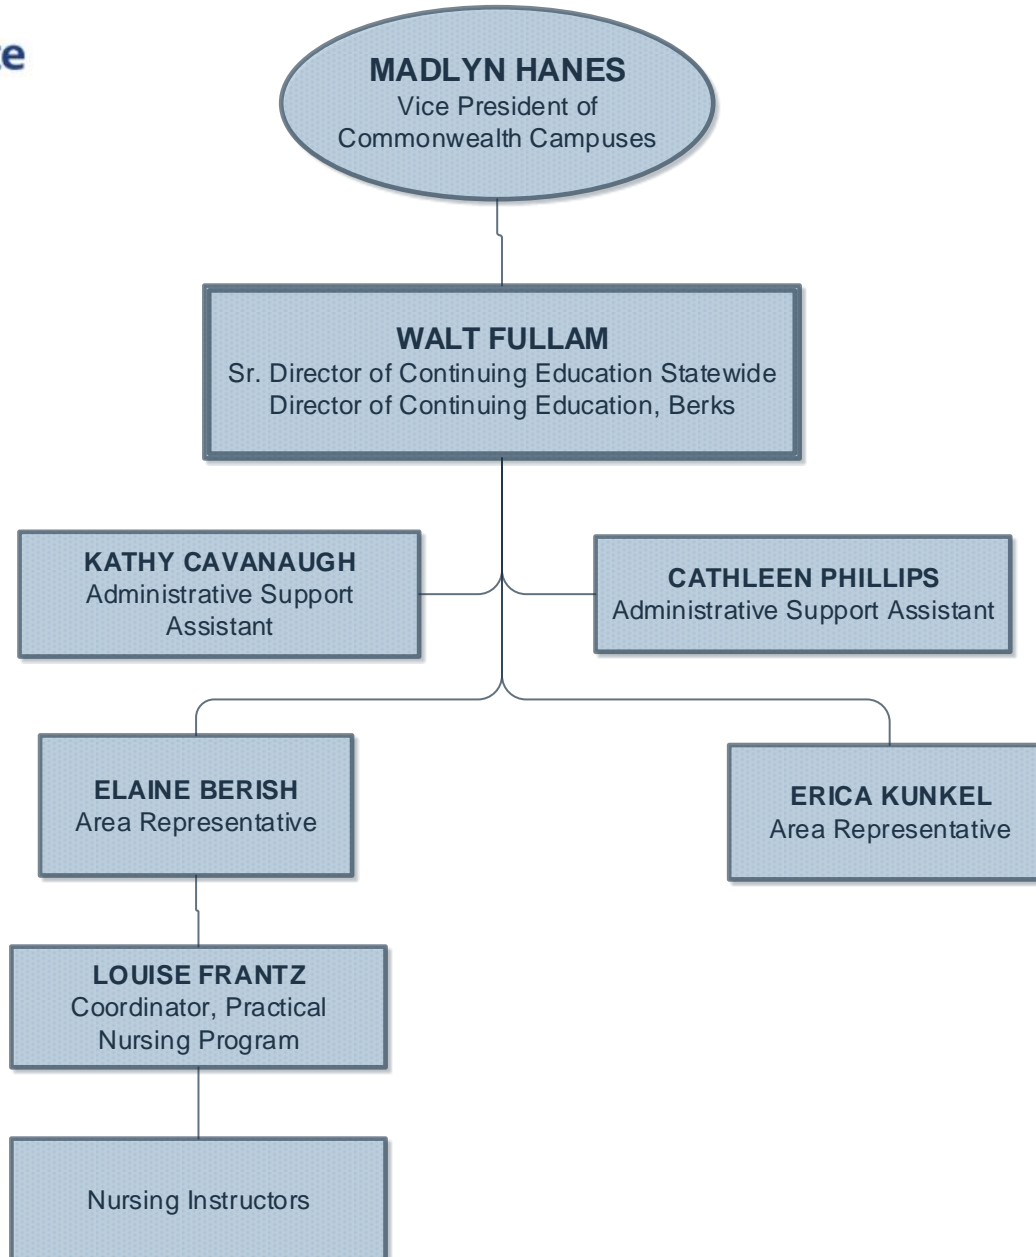 MADLYN HANES
Vice President of
Commonwealth Campuses
WALT FULLAM
Sr. Director of Continuing Education Statewide
Director of Continuing Education, Berks
KATHY CAVANAUGH
Administrative Support
Assistant
CATHLEEN PHILLIPS
Administrative Support Assistant
ELAINE BERISH
Area Representative
ERICA KUNKEL
Area Representative
LOUISE FRANTZ
Coordinator, Practical
Nursing Program
Nursing Instructors